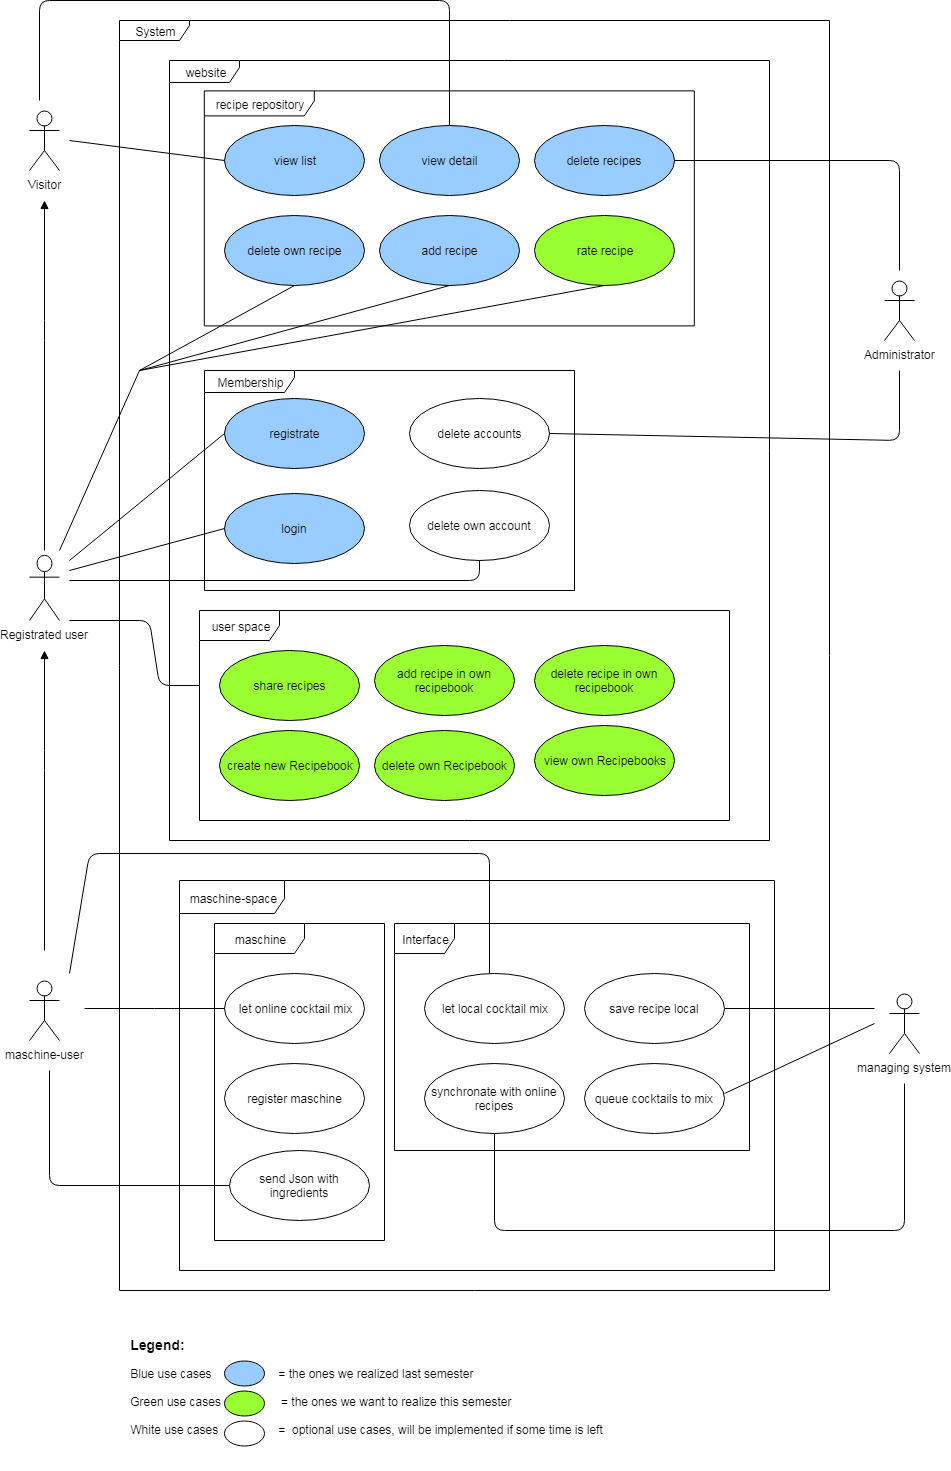 System
website
recipe repository
view list
view detail
delete recipes
Visitor
delete own recipe
add recipe
rate recipe
Administrator
Membership
registrate
delete accounts
login
delete own account
Registrated user
user space
share recipes
add recipe in own
recipebook
delete recipe in own
recipebook
create new Recipebook
delete own Recipebook
view own Recipebooks
maschine-space
maschine
Interface
let online cocktail mix
let local cocktail mix
save recipe local
maschine-user
managing system
register maschine
synchronate with online
recipes
queue cocktails to mix
send Json with
ingredients
Legend:
Blue use cases = the ones we realized last semester
Green use cases = the ones we want to realize this semester
White use cases = optional use cases, will be implemented if some time is left